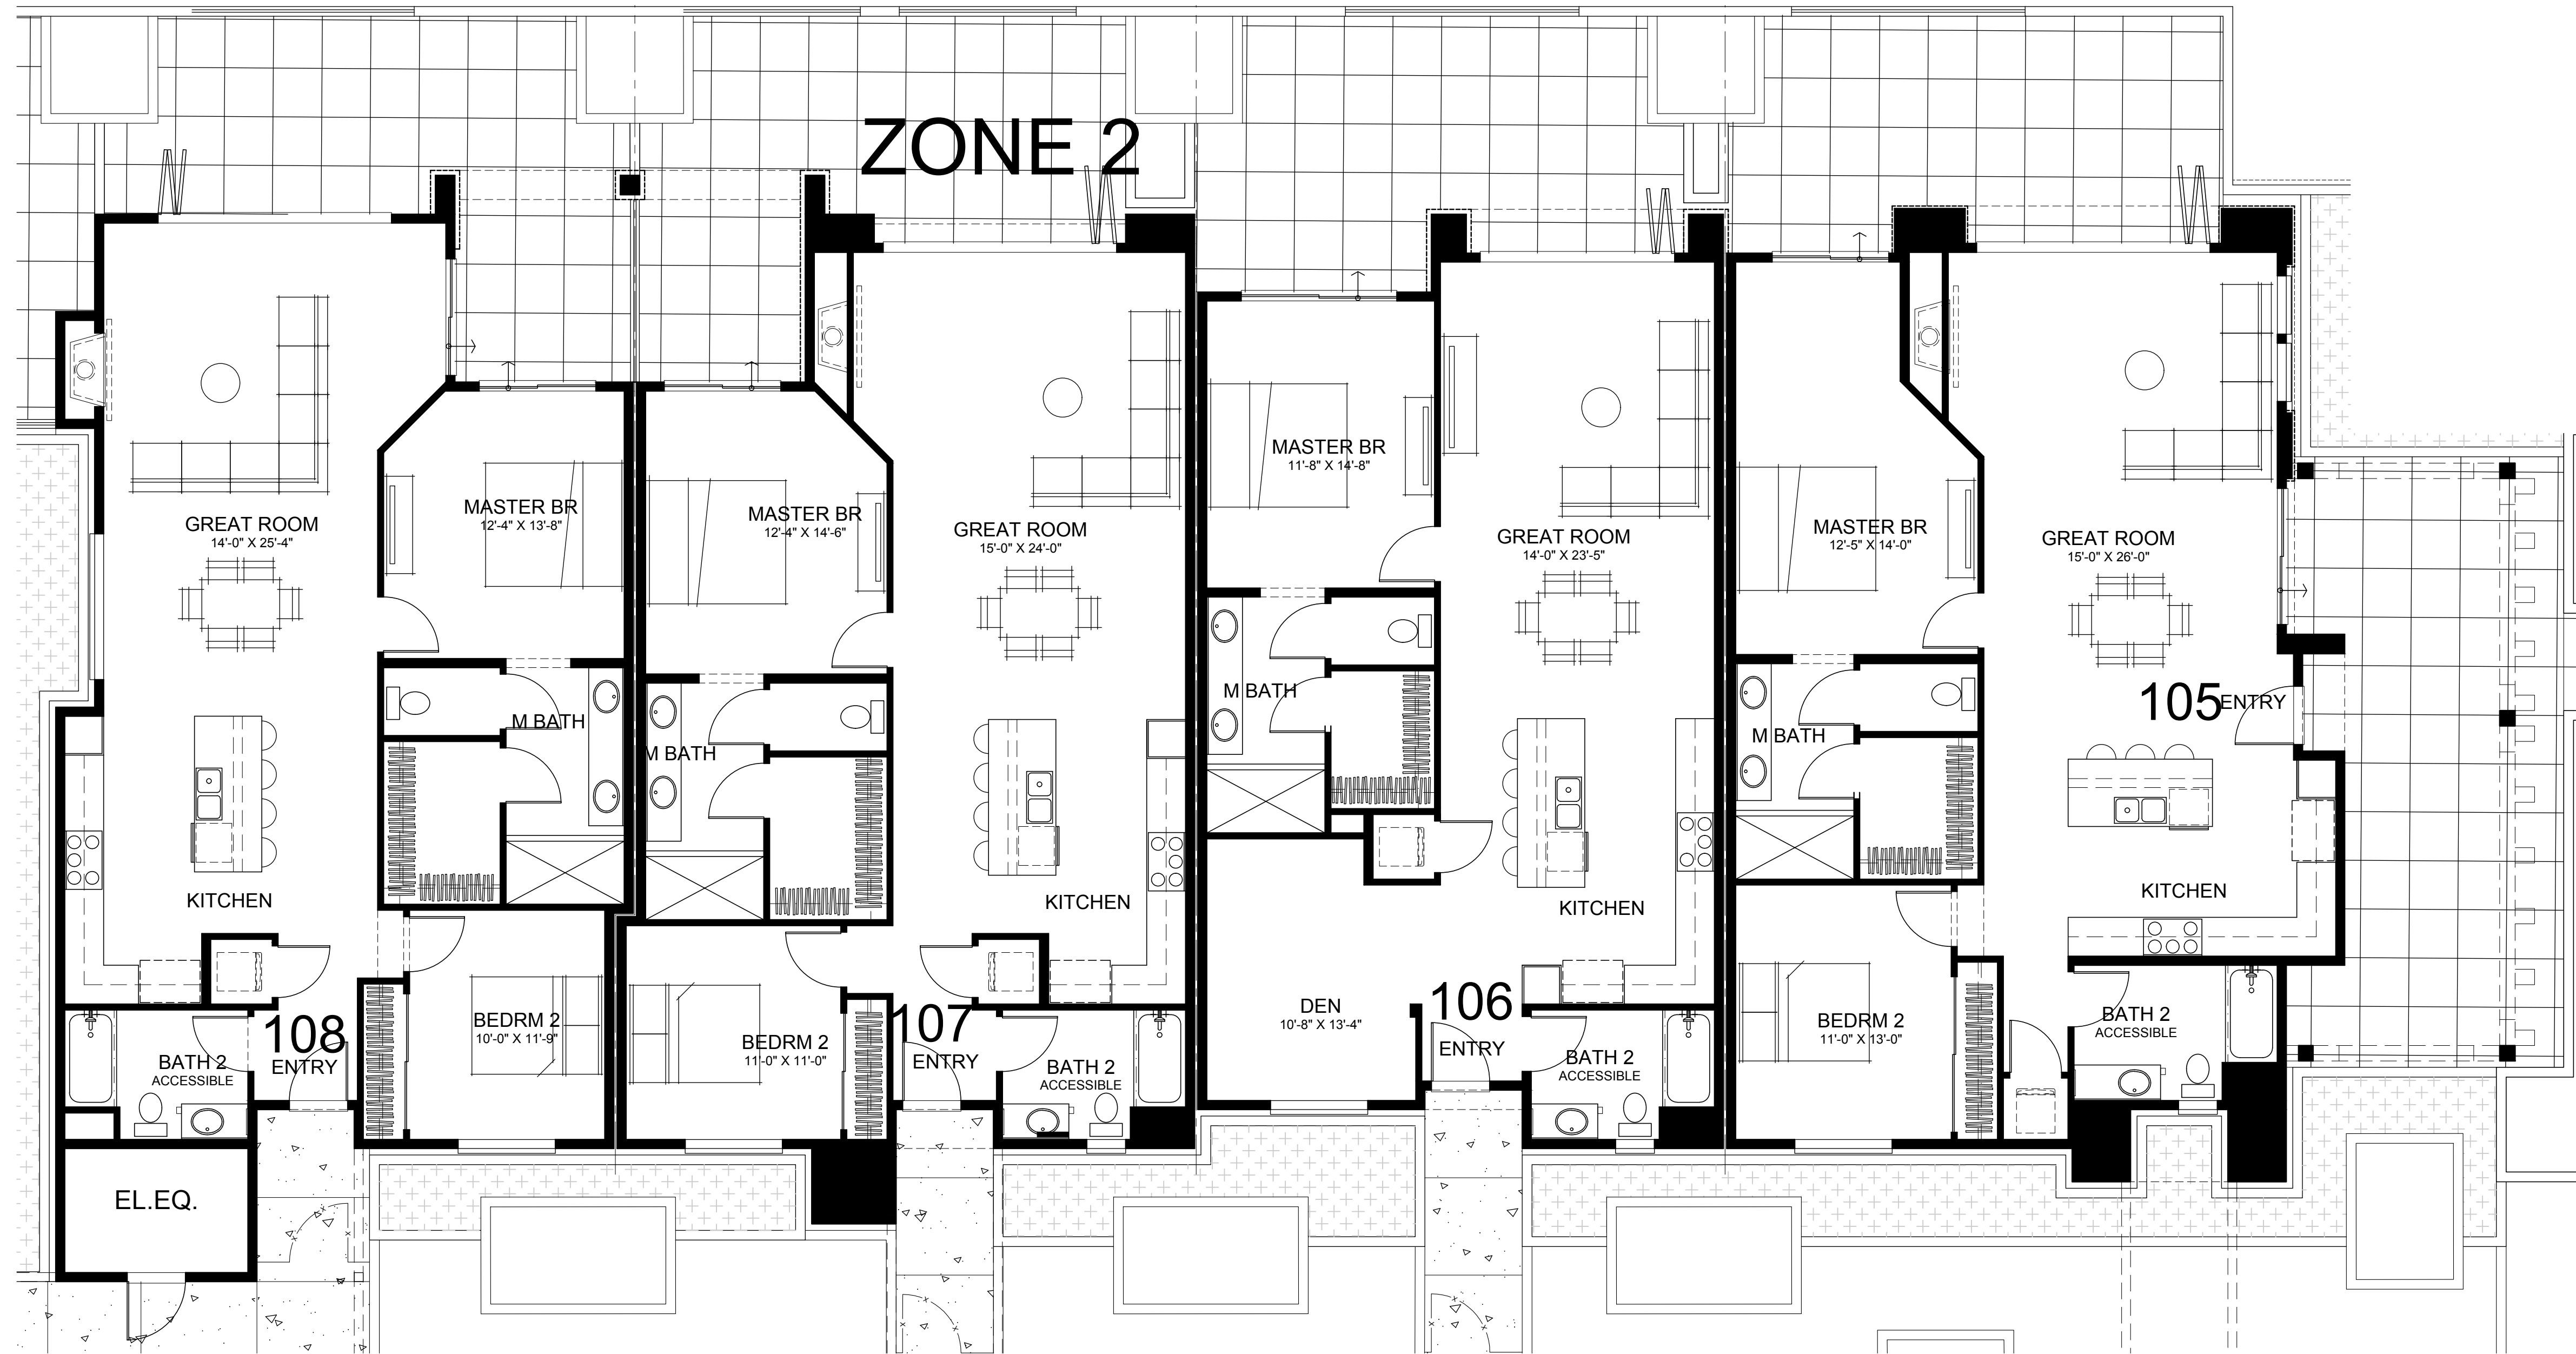 ZONE 2
GREAT ROOM
14'-0" X 25'-4"
MASTER BR
12'-4" X 13'-8"
M BATH
KITCHEN
108
ENTRY
BATH 2
ACCESSIBLE
BEDRM 2
10'-0" X 11'-9"
EL.EQ.
MASTER BR
12'-4" X 14'-6"
GREAT ROOM
15'-0" X 24'-0"
M BATH
KITCHEN
BEDRM 2
11'-0" X 11'-0"
107
ENTRY
BATH 2
ACCESSIBLE
MASTER BR
11'-8" X 14'-8"
GREAT ROOM
14'-0" X 23'-5"
M BATH
KITCHEN
DEN
10'-8" X 13'-4"
106
ENTRY
BATH 2
ACCESSIBLE
MASTER BR
12'-5" X 14'-0"
GREAT ROOM
15'-0" X 26'-0"
105
ENTRY
M BATH
KITCHEN
BEDRM 2
11'-0" X 13'-0"
BATH 2
ACCESSIBLE